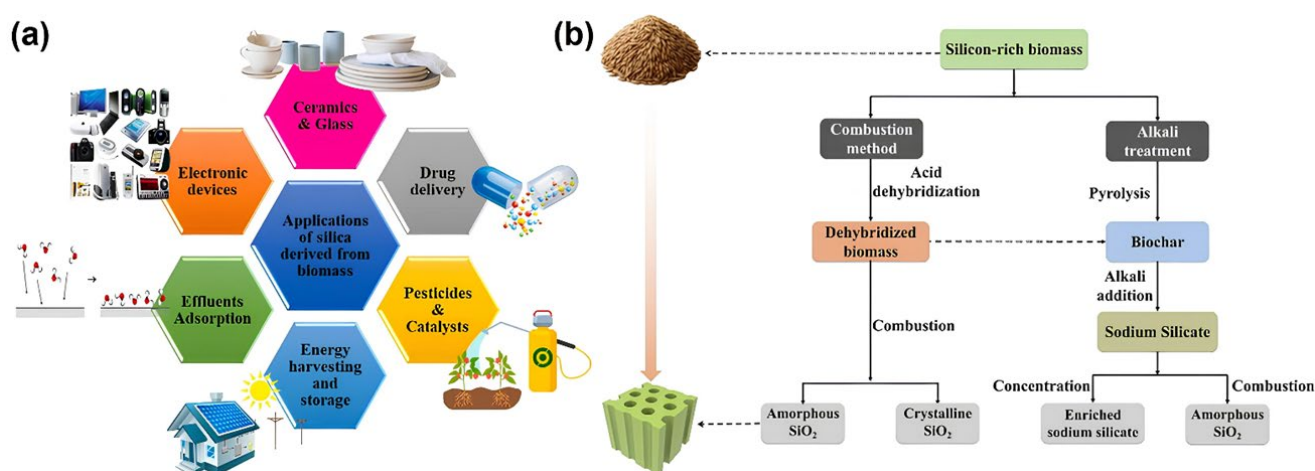 (a)
Ceramics
& Glass
Electronic
devices
Drug
delivery
Applications
of silica
derived from
biomass
Effluents
Adsorption
Pesticides
&
Catalysts
Energy
harvesting
and
storage
(b)
Silicon-rich biomass
Combustion
method
Alkali
treatment
Acid
dehybridization
Pyrolysis
Dehybridized
biomass
Biochar
Alkali
addition
Combustion
Sodium Silicate
Concentration
Combustion
Amorphous
SiO₂
Crystalline
SiO₂
Enriched
sodium silicate
Amorphous
SiO₂